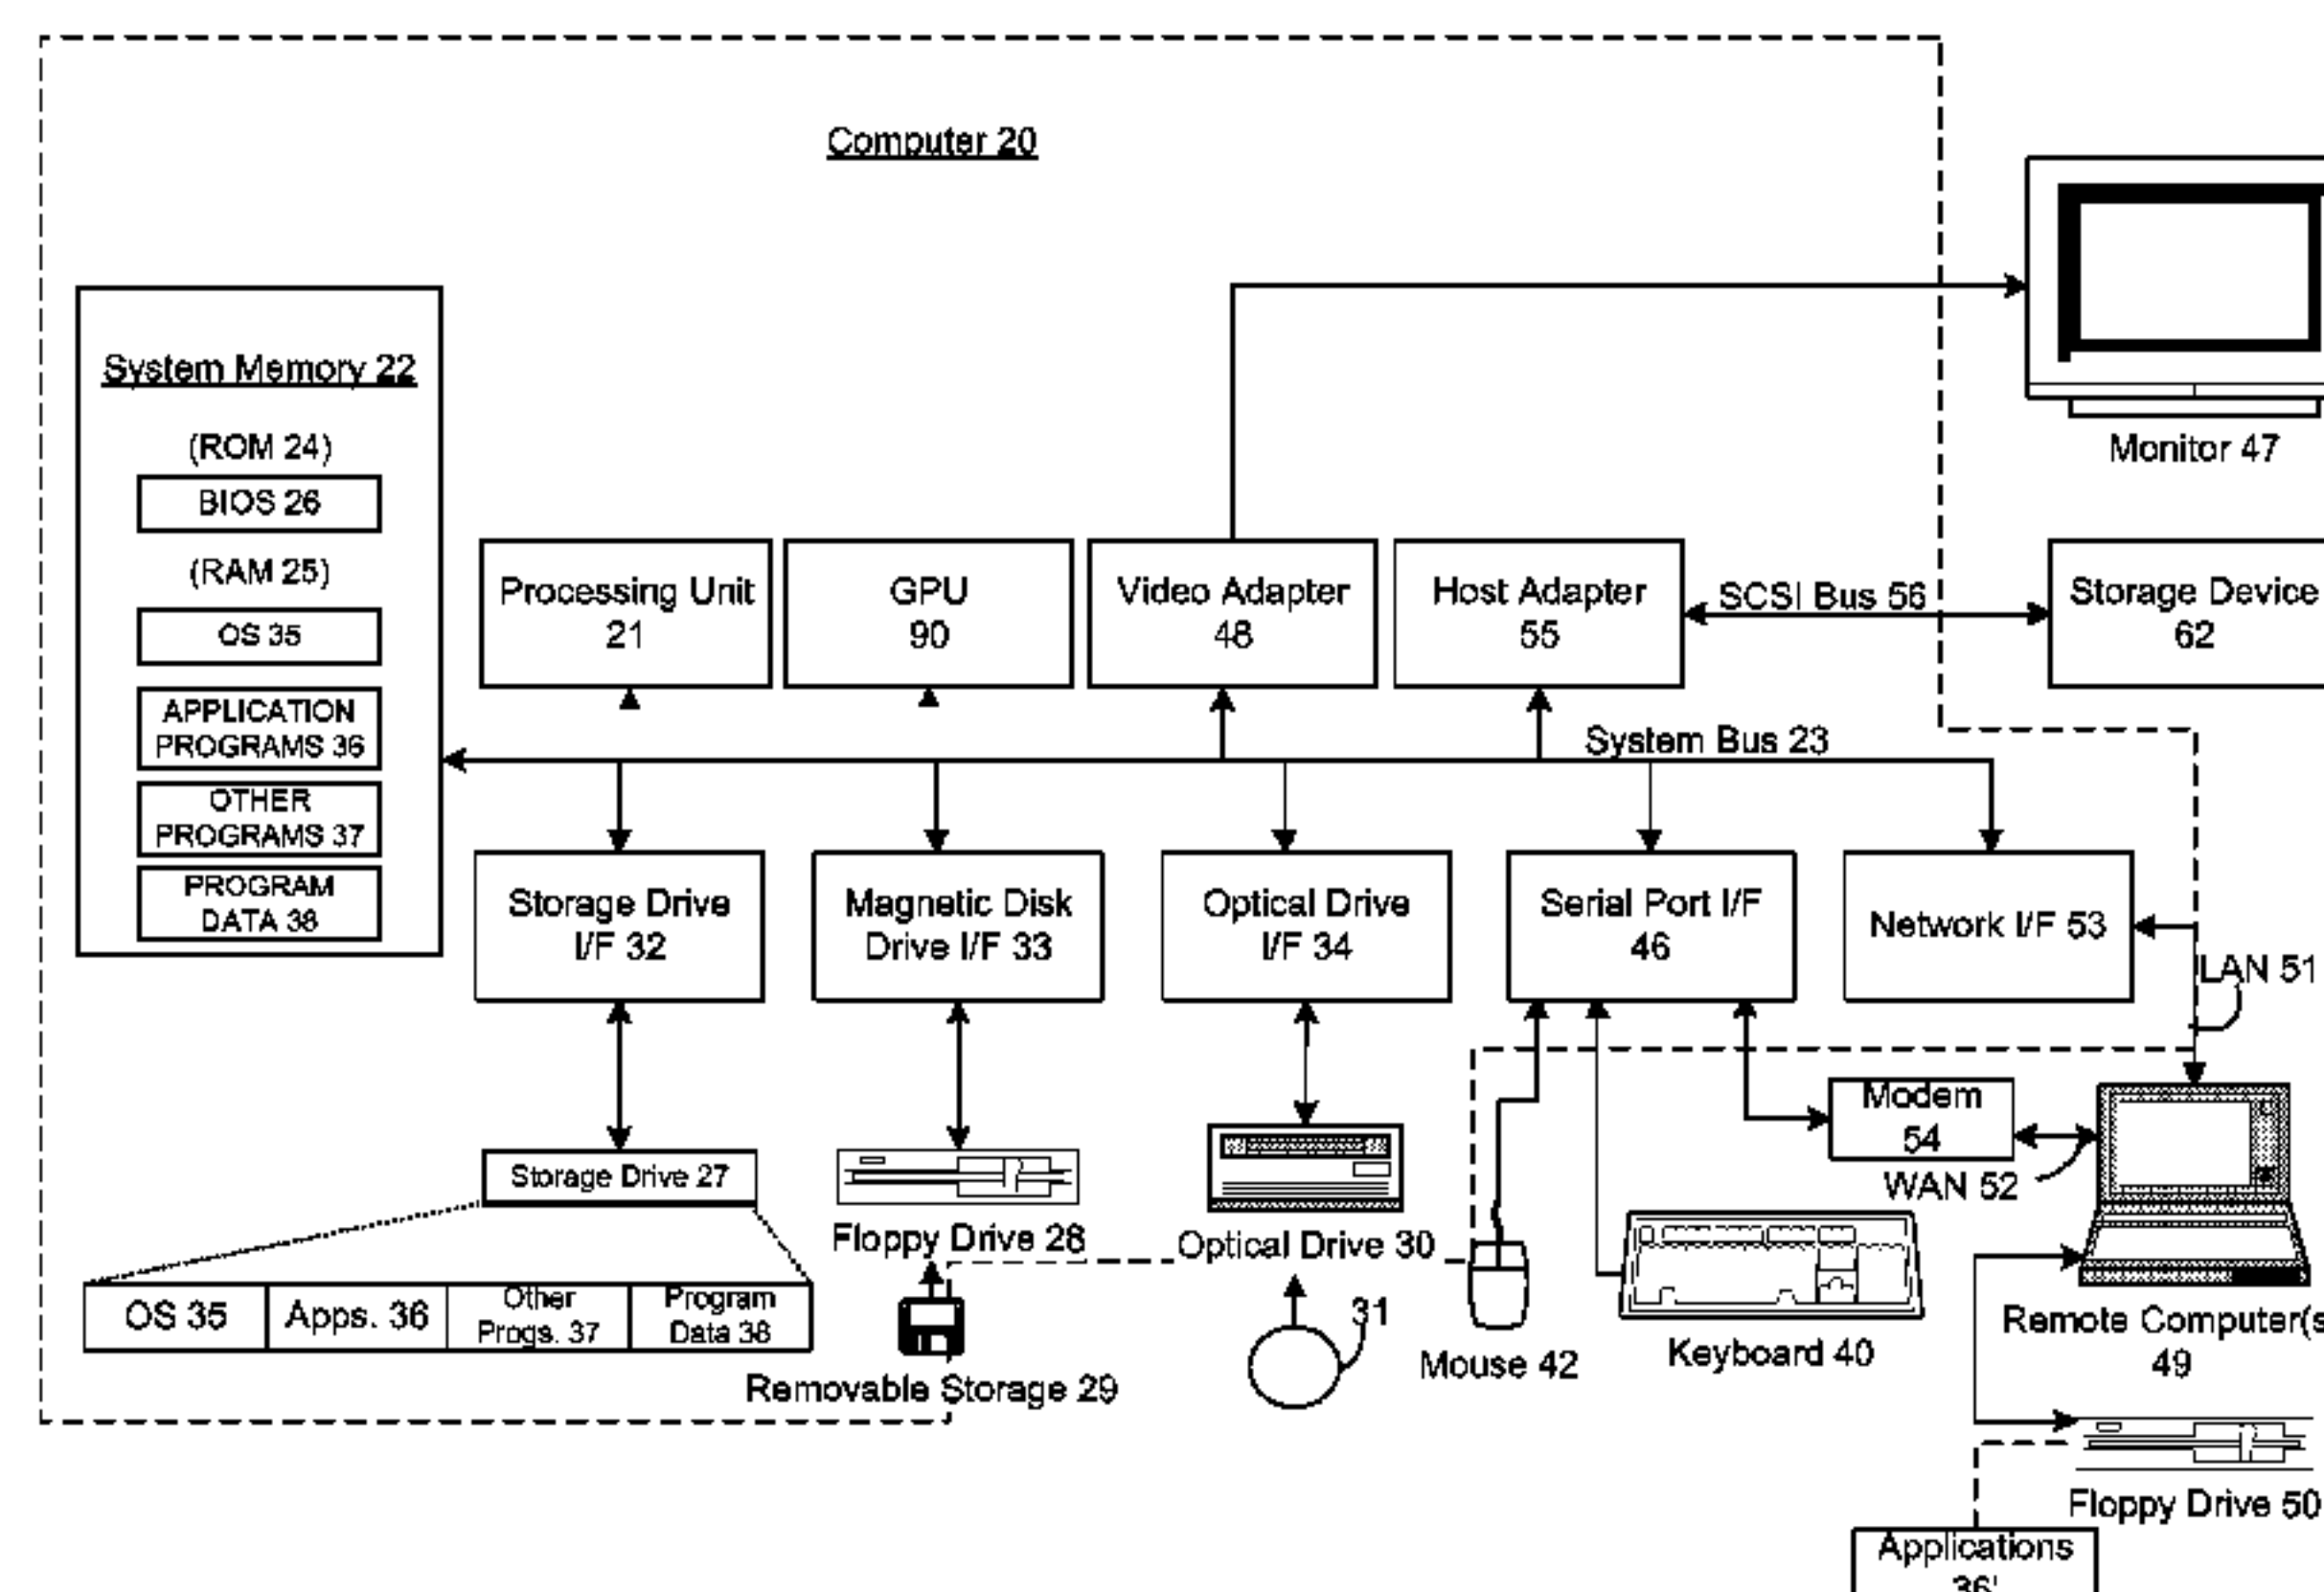 Computer 20
System Memory 22
(ROM 24)
BIOS 26
(RAM 25)
OS 35
APPLICATION
PROGRAMS 36
OTHER
PROGRAMS 37
PROGRAM
DATA 38
Processing Unit
21
GPU
90
Video Adapter
48
Host Adapter
55
SCSI Bus 56
Storage Device
62
Monitor 47
System Bus 23
Storage Drive
I/F 32
Magnetic Disk
Drive I/F 33
Optical Drive
I/F 34
Serial Port I/F
46
Network I/F 53
LAN 51
Storage Drive 27
OS 35
Apps. 36
Other
Progs. 37
Program
Data 38
Floppy Drive 28
Removable Storage 29
Optical Drive 30
31
Mouse 42
Keyboard 40
Modem
54
WAN 52
Remote Computer(s
49
Floppy Drive 50
Applications
36'